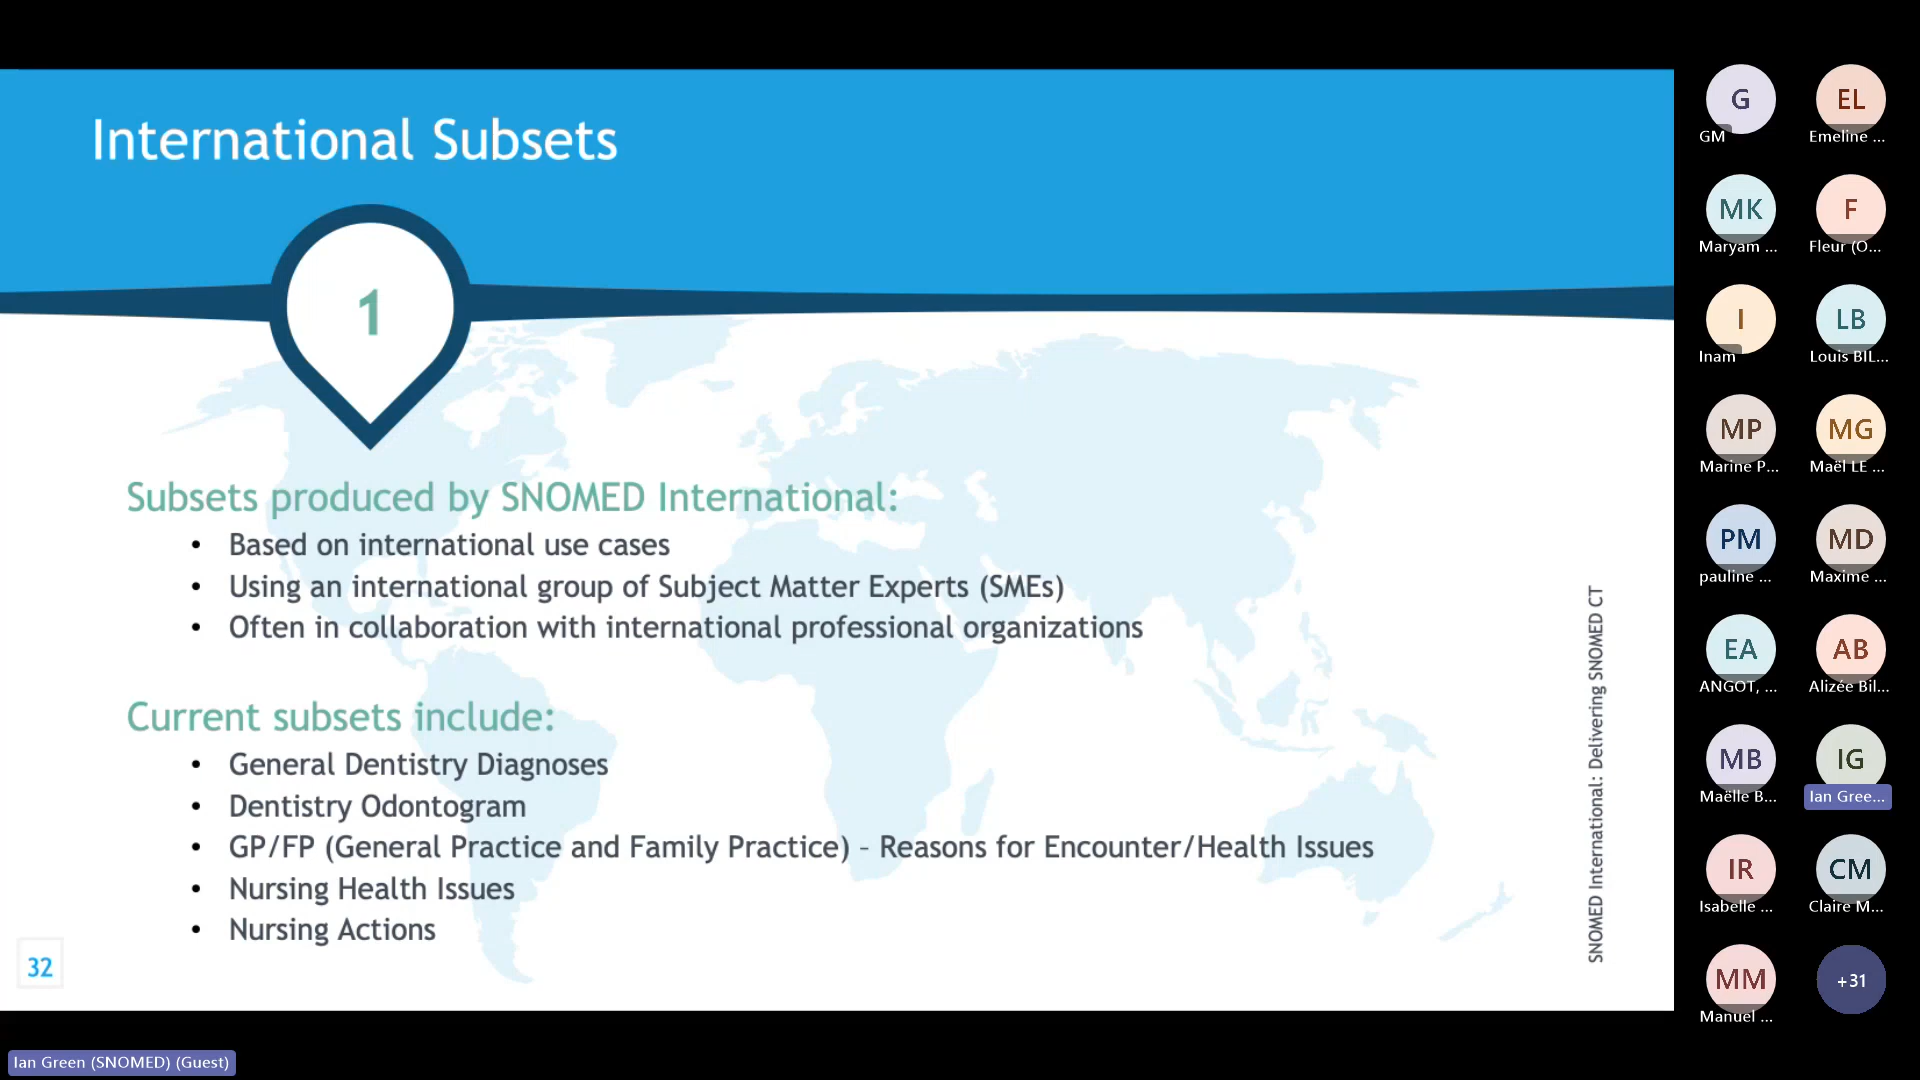 International Subsets
1
Subsets produced by SNOMED International:
• Based on international use cases
• Using an international group of Subject Matter Experts (SMEs)
• Often in collaboration with international professional organizations
Current subsets include:
• General Dentistry Diagnoses
• Dentistry Odontogram
• GP/FP (General Practice and Family Practice) – Reasons for Encounter/Health Issues
• Nursing Health Issues
• Nursing Actions
32
SNOMED International: Delivering SNOMED CT
Ian Green (SNOMED) (Guest)
G
GM
EL
Emeline ...
MK
Maryam ...
F
Fleur (O...
I
Inam
LB
Louis BIL...
MP
Marine P...
MG
Maël LE ...
PM
pauline ...
MD
Maxime ...
EA
ANGOT, ...
AB
Alizée Bil...
MB
Maëlle B...
IG
Ian Gree...
IR
Isabelle ...
CM
Claire M...
MM
Manuel ...
+31